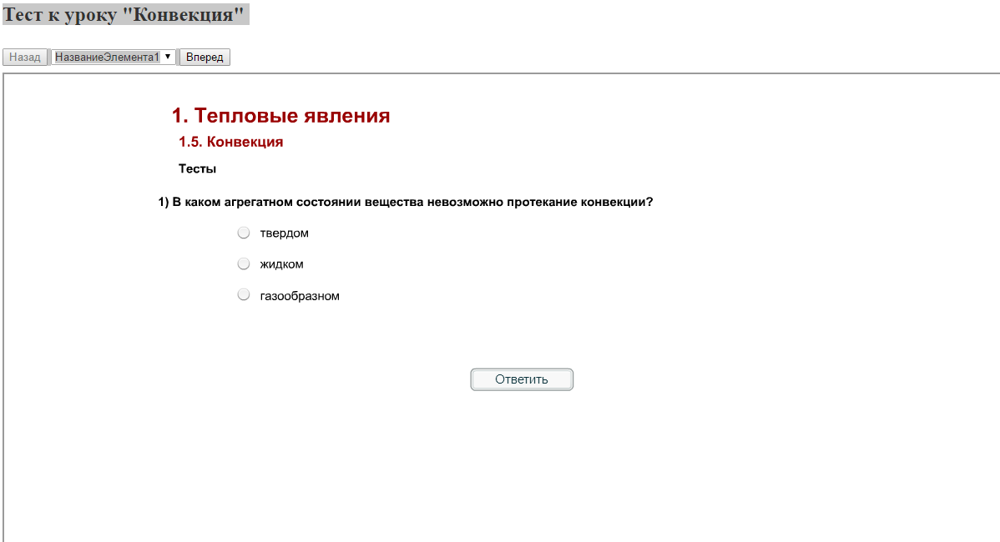 Тест к уроку "Конвекция"
Назад НазваниеЭлемента1 Вперед
1. Тепловые явления
1.5. Конвекция
Тесты
1) В каком агрегатном состоянии вещества невозможно протекание конвекции?
твердом
жидком
газообразном
Ответить